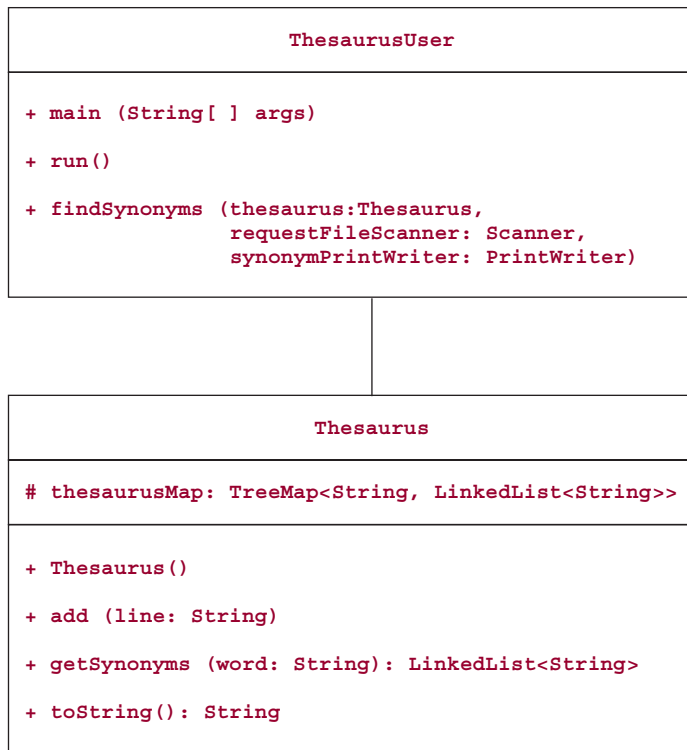 ThesaurusUser
+ main (String[ ] args)
+ run()
+ findSynonyms (thesaurus:Thesaurus,
requestFileScanner: Scanner,
synonymPrintWriter: PrintWriter)
Thesaurus
# thesaurusMap: TreeMap<String, LinkedList<String>>
+ Thesaurus()
+ add (line: String)
+ getSynonyms (word: String): LinkedList<String>
+ toString(): String